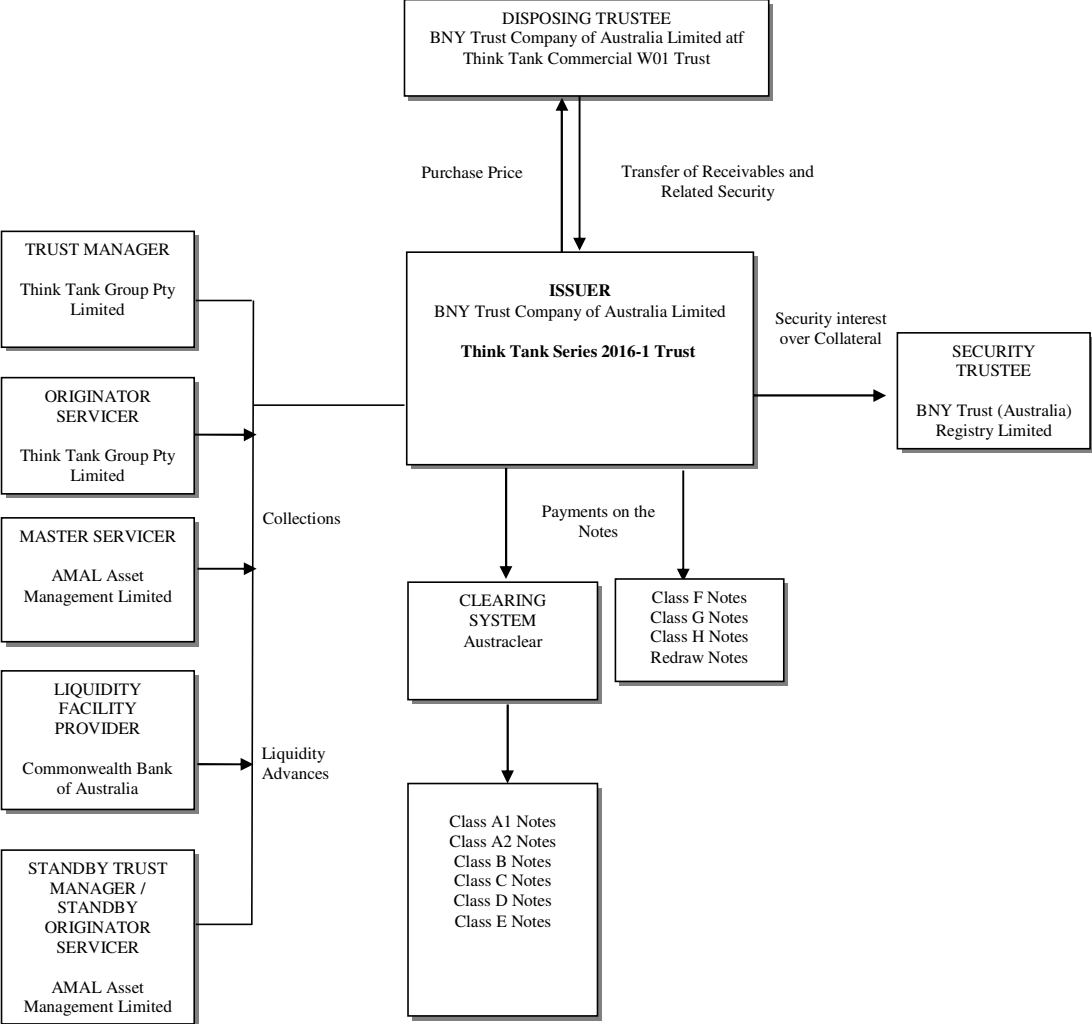 DISPOSING TRUSTEE
BNY Trust Company of Australia Limited atf
Think Tank Commercial W01 Trust
Purchase Price
Transfer of Receivables and
Related Security
TRUST MANAGER
Think Tank Group Pty
Limited
ISSUER
BNY Trust Company of Australia Limited
Think Tank Series 2016-1 Trust
Security interest
over Collateral
SECURITY
TRUSTEE
BNY Trust (Australia)
Registry Limited
ORIGINATOR
SERVICER
Think Tank Group Pty
Limited
Collections
MASTER SERVICER
AMAL Asset
Management Limited
Payments on the
Notes
CLEARING
SYSTEM
Austraclear
Class F Notes
Class G Notes
Class H Notes
Redraw Notes
LIQUIDITY
FACILITY
PROVIDER
Commonwealth Bank
of Australia
Liquidity
Advances
Class A1 Notes
Class A2 Notes
Class B Notes
Class C Notes
Class D Notes
Class E Notes
STANDBY TRUST
MANAGER /
STANDBY
ORIGINATOR
SERVICER
AMAL Asset
Management Limited